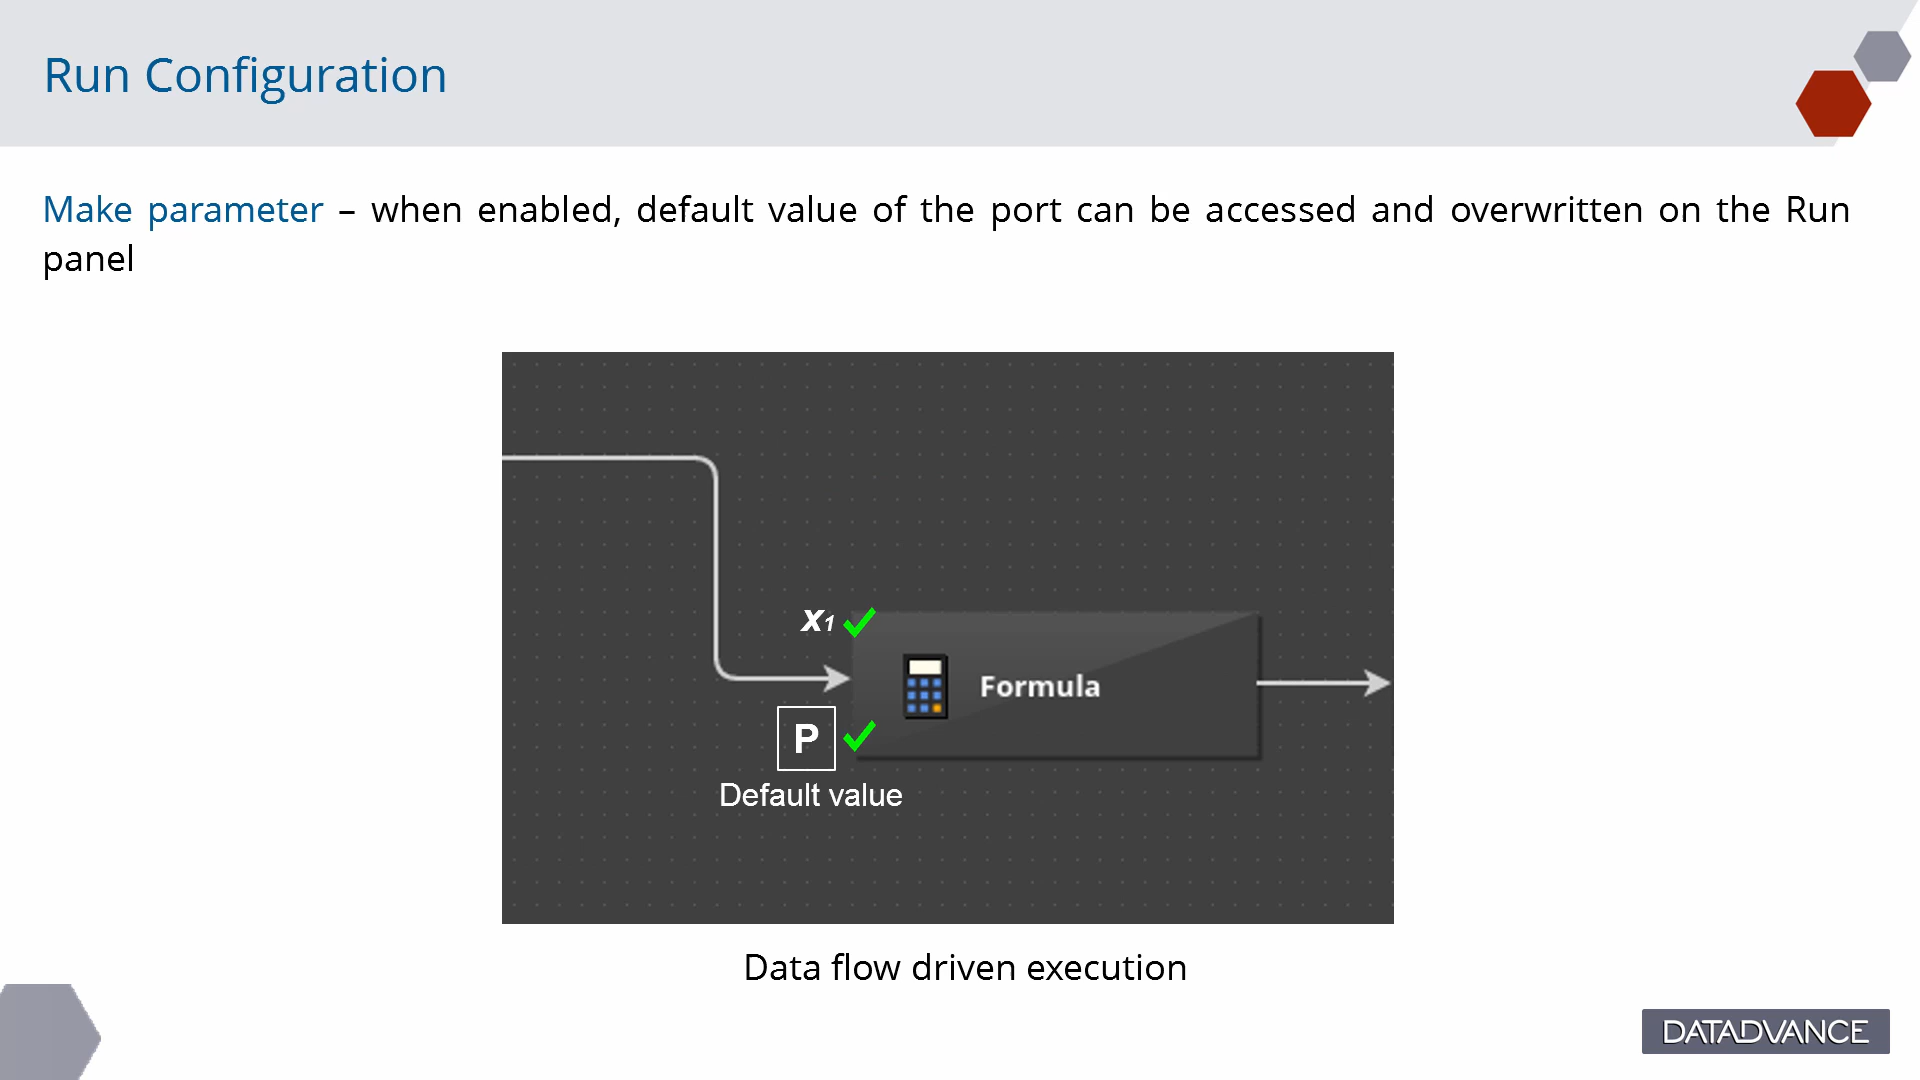 Run Configuration
Make parameter – when enabled, default value of the port can be accessed and overwritten on the Run
panel
x1
Formula
P
Default value
Data flow driven execution
DATADVANCE